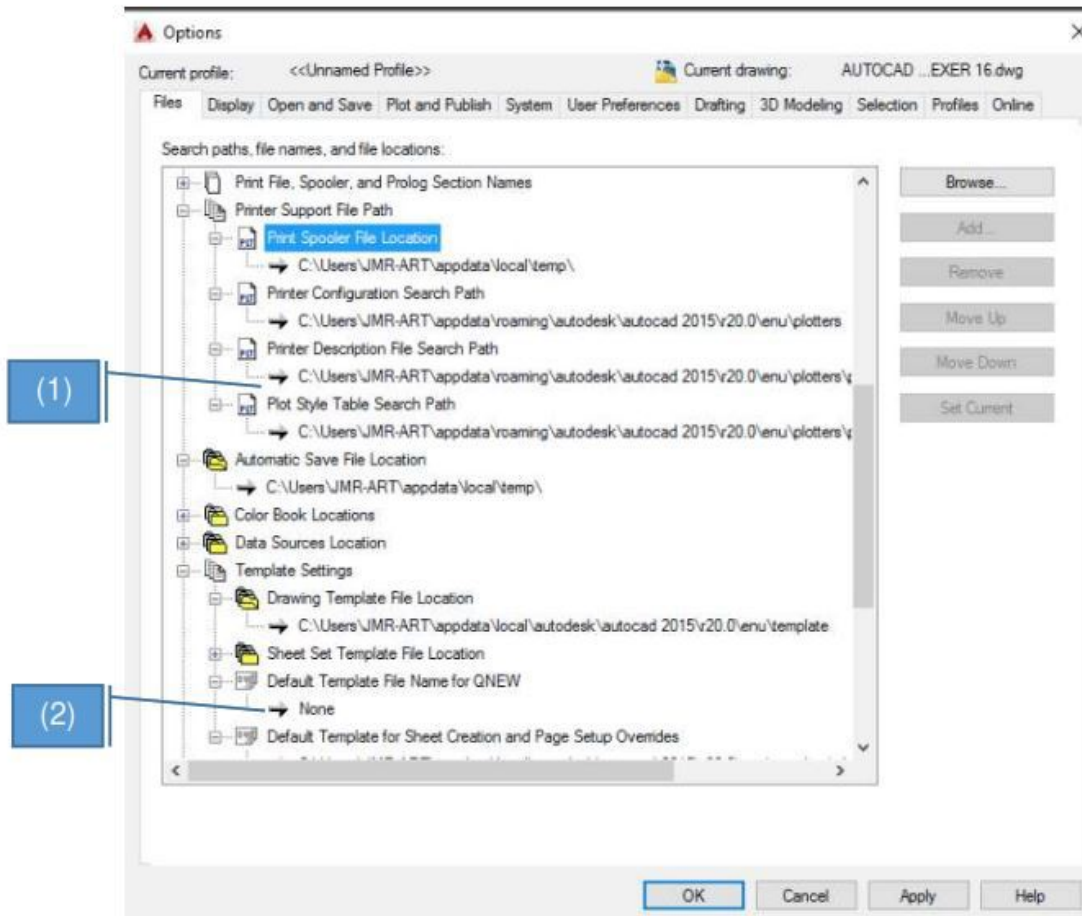 Options
Current profile: <<Unnamed Profile>> Current drawing: AUTOCAD ...EXER 16.dwg
Files Display Open and Save Plot and Publish System User Preferences Drafting 3D Modeling Selection Profiles Online
Search paths, file names, and file locations:
Print File, Spooler, and Prolog Section Names
Browse...
Printer Support File Path
Print Spooler File Location
Add...
C:\Users\JMR-ART\appdata\local\temp\
Remove
Printer Configuration Search Path
C:\Users\JMR-ART\appdata\roaming\autodesk\autocad 2015\r20.0\enu\plotters
Move Up
Printer Description File Search Path
Move Down
(1)
C:\Users\JMR-ART\appdata\roaming\autodesk\autocad 2015\r20.0\enu\plotters\p
Plot Style Table Search Path
Set Current
C:\Users\JMR-ART\appdata\roaming\autodesk\autocad 2015\r20.0\enu\plotters\p
Automatic Save File Location
C:\Users\JMR-ART\appdata\local\temp\
Color Book Locations
Data Sources Location
Template Settings
Drawing Template File Location
C:\Users\JMR-ART\appdata\local\autodesk\autocad 2015\r20.0\enu\template
Sheet Set Template File Location
Default Template File Name for QNEW
(2)
None
Default Template for Sheet Creation and Page Setup Overrides
OK Cancel Apply Help